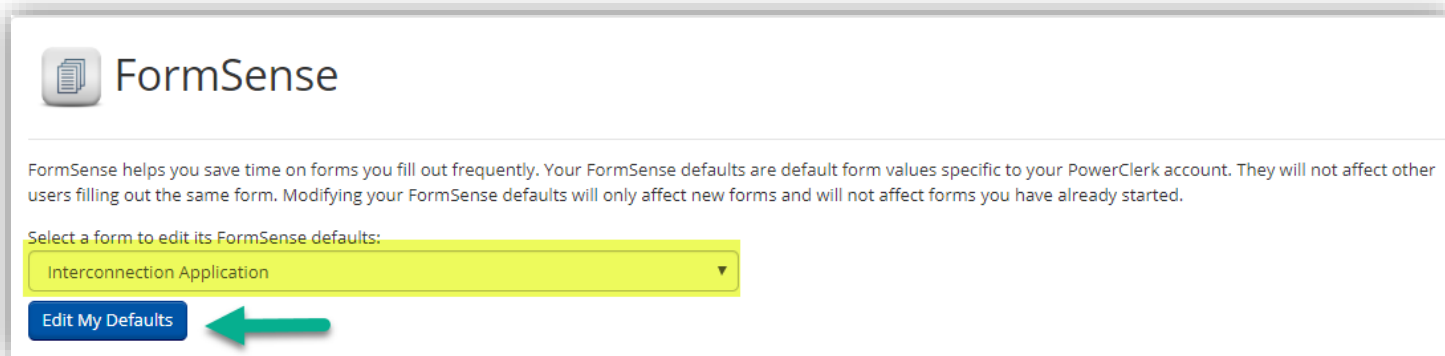 FormSense
FormSense helps you save time on forms you fill out frequently. Your FormSense defaults are default form values specific to your PowerClerk account. They will not affect other
users filling out the same form. Modifying your FormSense defaults will only affect new forms and will not affect forms you have already started.
Select a form to edit its FormSense defaults:
Interconnection Application
Edit My Defaults